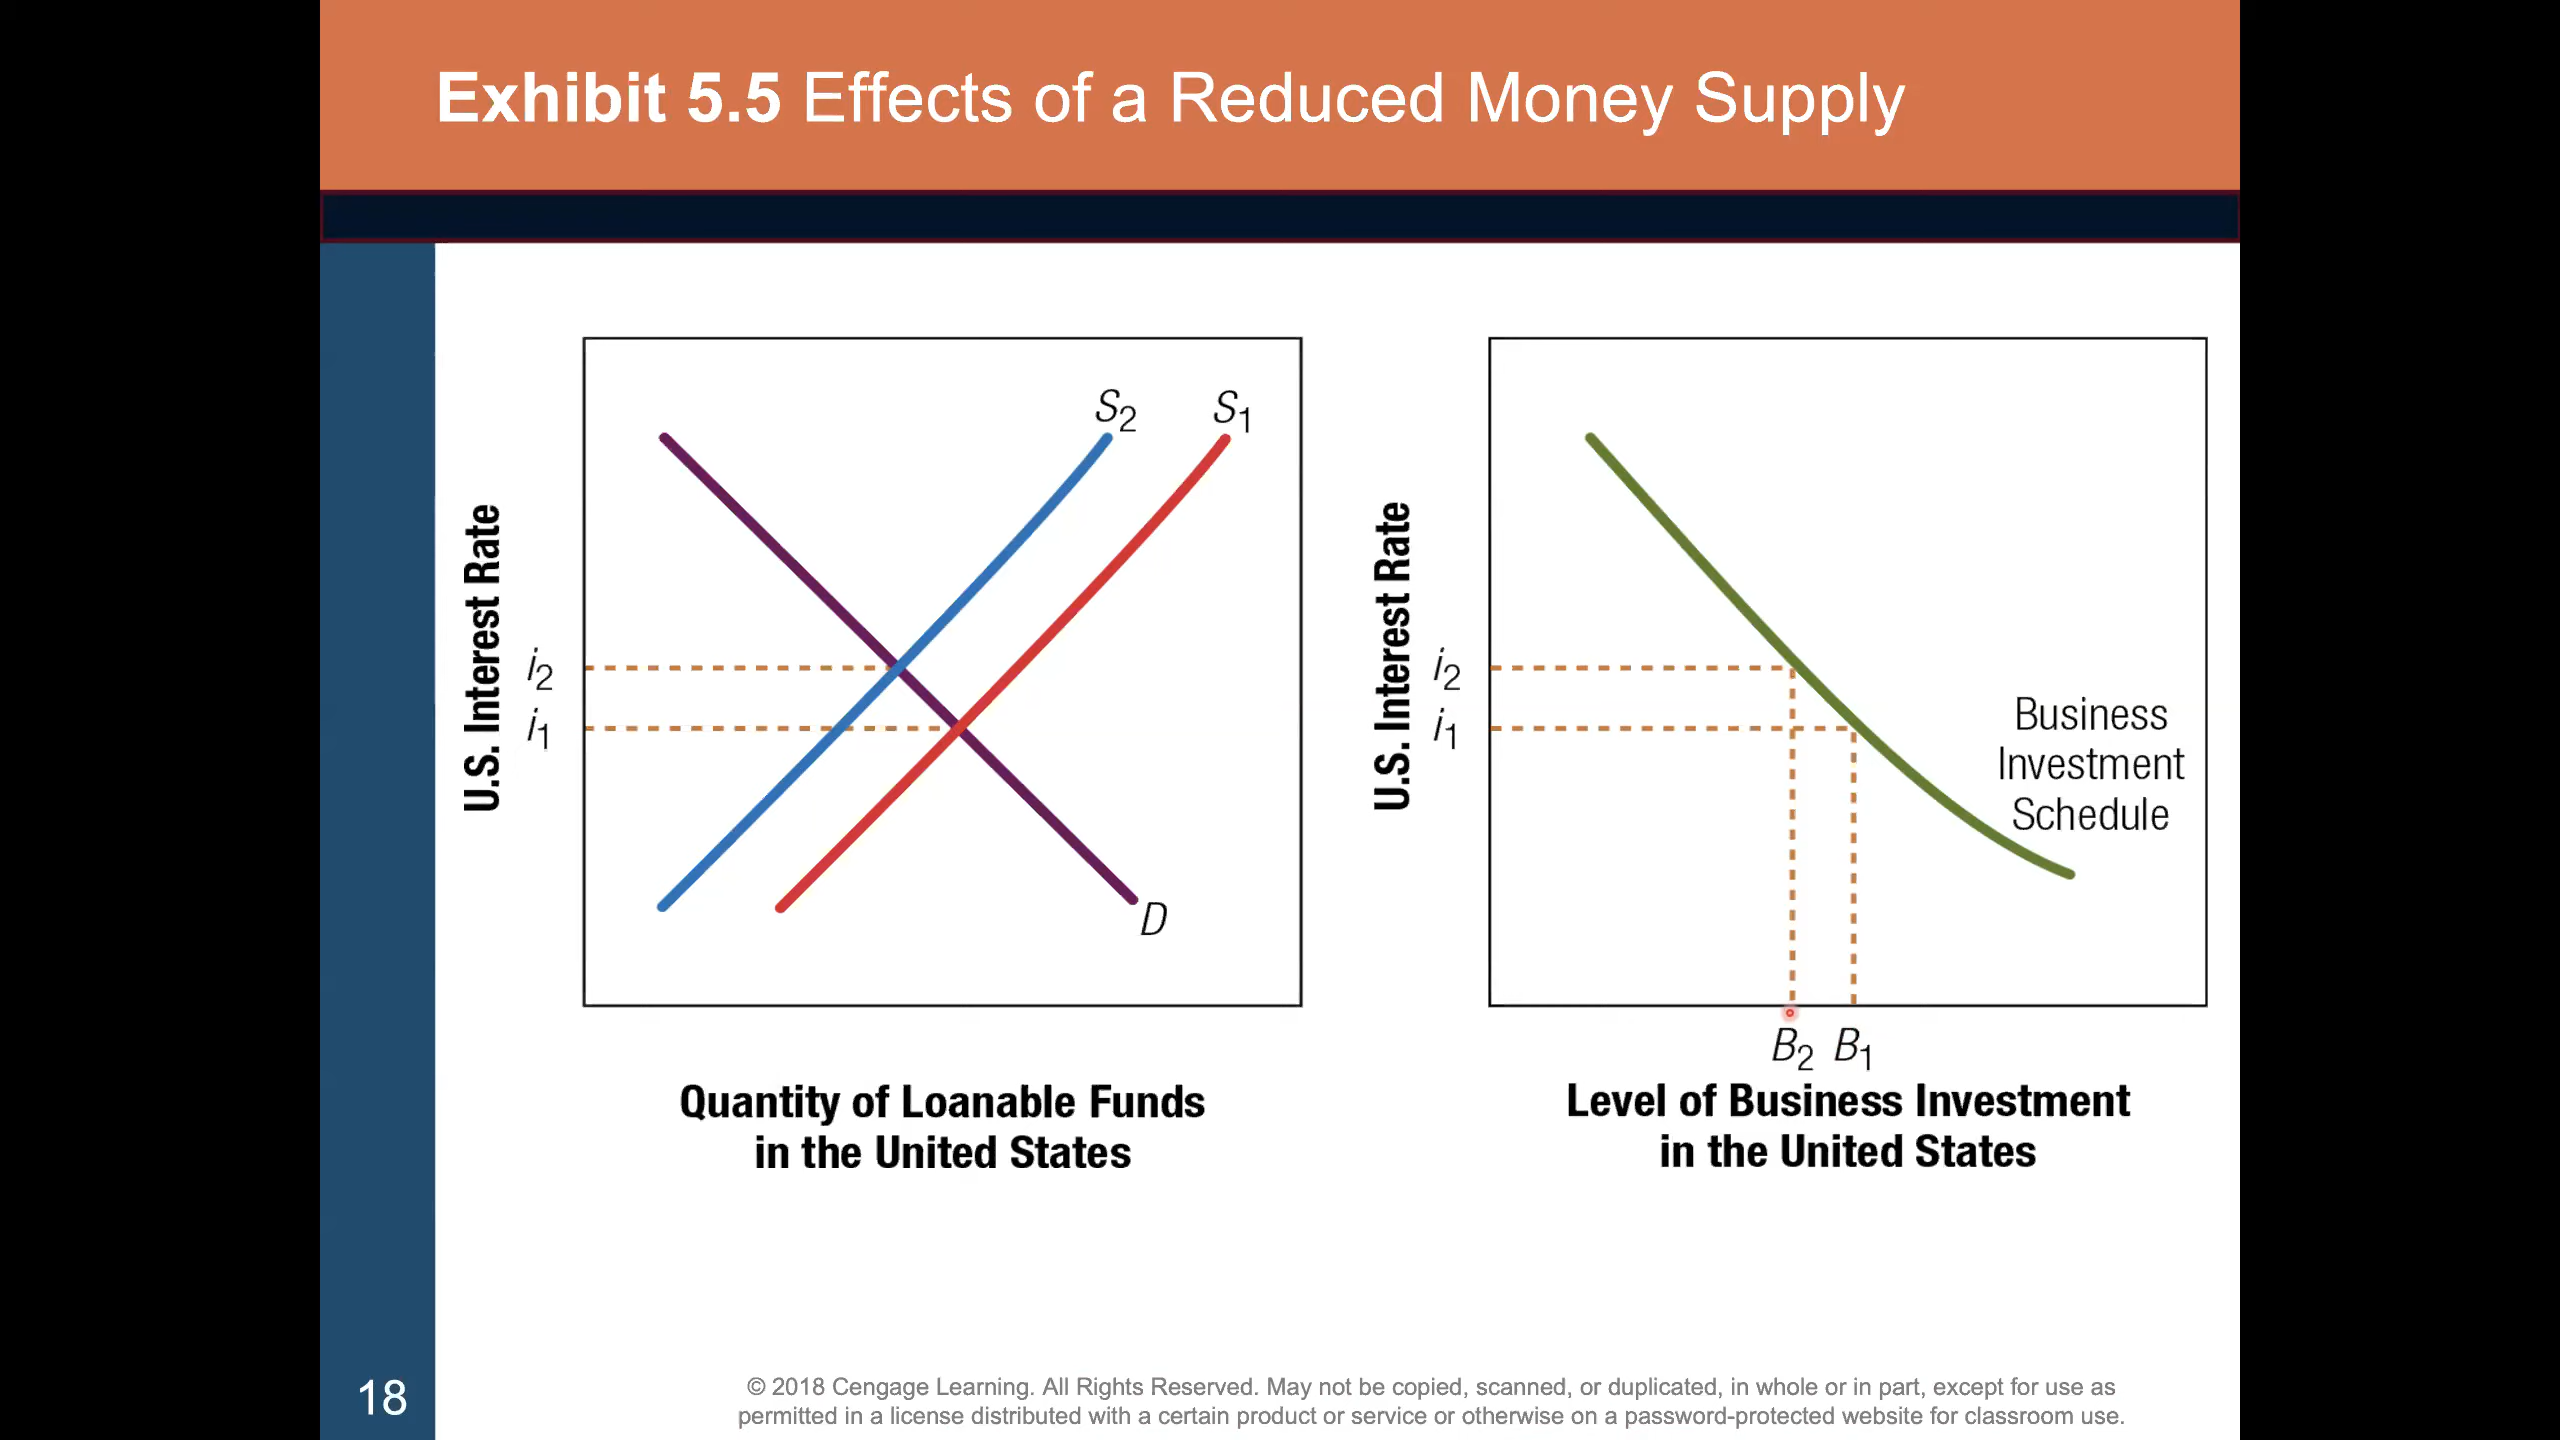 Exhibit 5.5 Effects of a Reduced Money Supply
U.S. Interest Rate
i2
i1
S2
S1
D
Quantity of Loanable Funds
in the United States
U.S. Interest Rate
i2
i1
Business
Investment
Schedule
B2
B1
Level of Business Investment
in the United States
18
© 2018 Cengage Learning. All Rights Reserved. May not be copied, scanned, or duplicated, in whole or in part, except for use as
permitted in a license distributed with a certain product or service or otherwise on a password-protected website for classroom use.